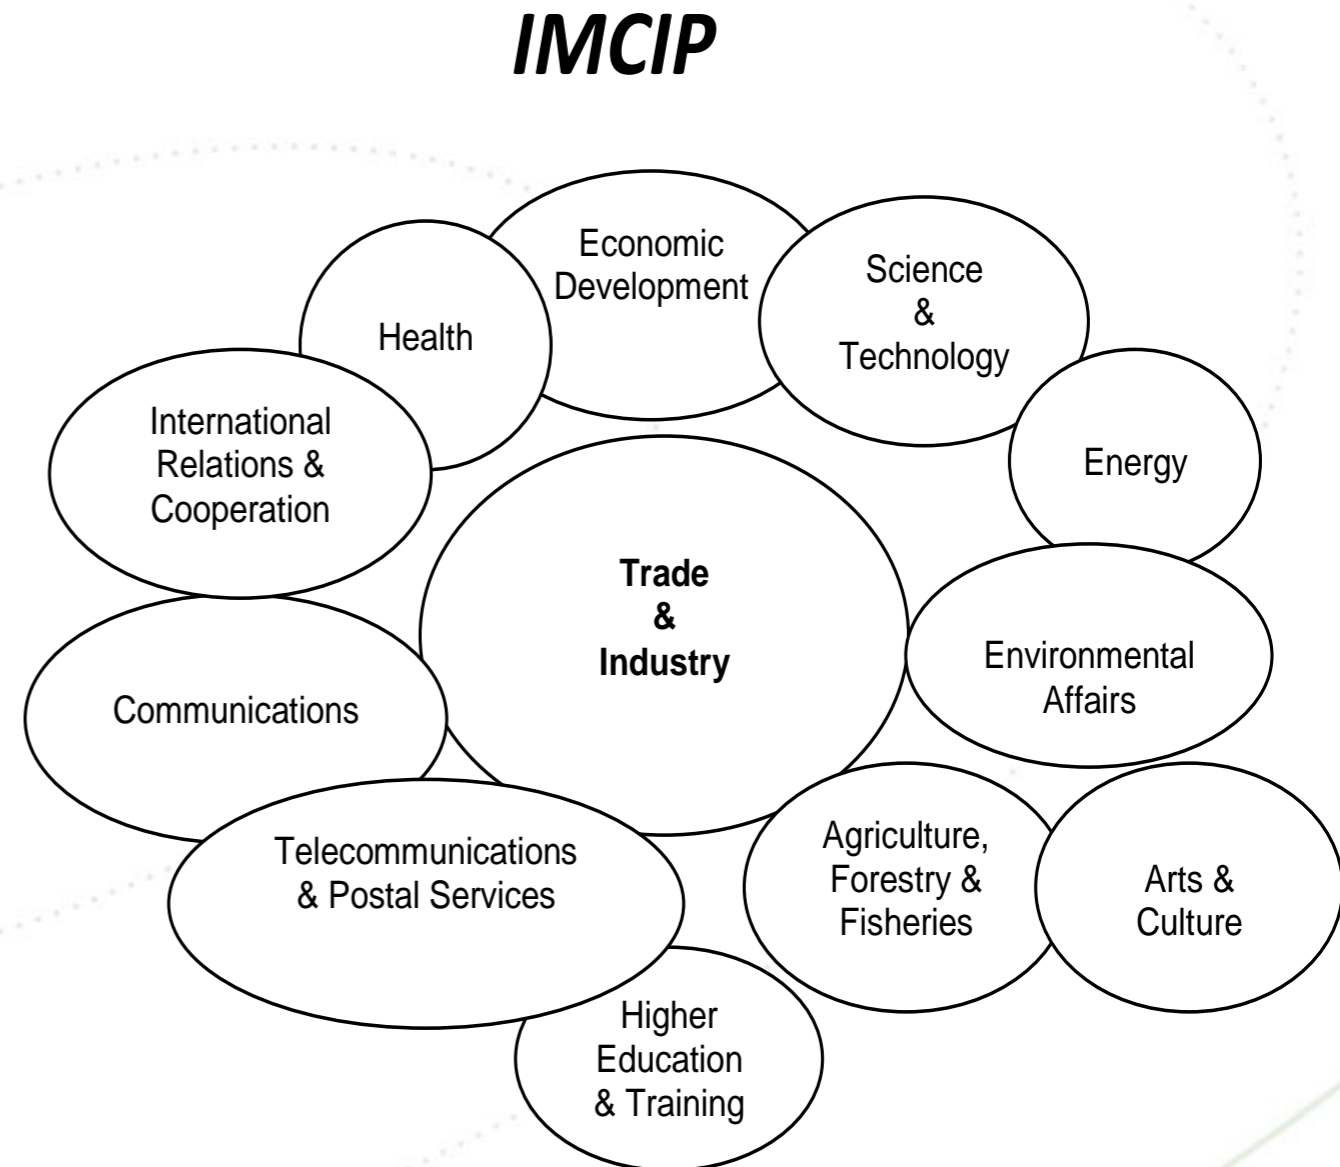 IMCIP
Economic
Development
Science
&
Technology
Health
International
Relations &
Cooperation
Energy
Trade
&
Industry
Environmental
Affairs
Communications
Telecommunications
& Postal Services
Agriculture,
Forestry &
Fisheries
Arts &
Culture
Higher
Education
& Training